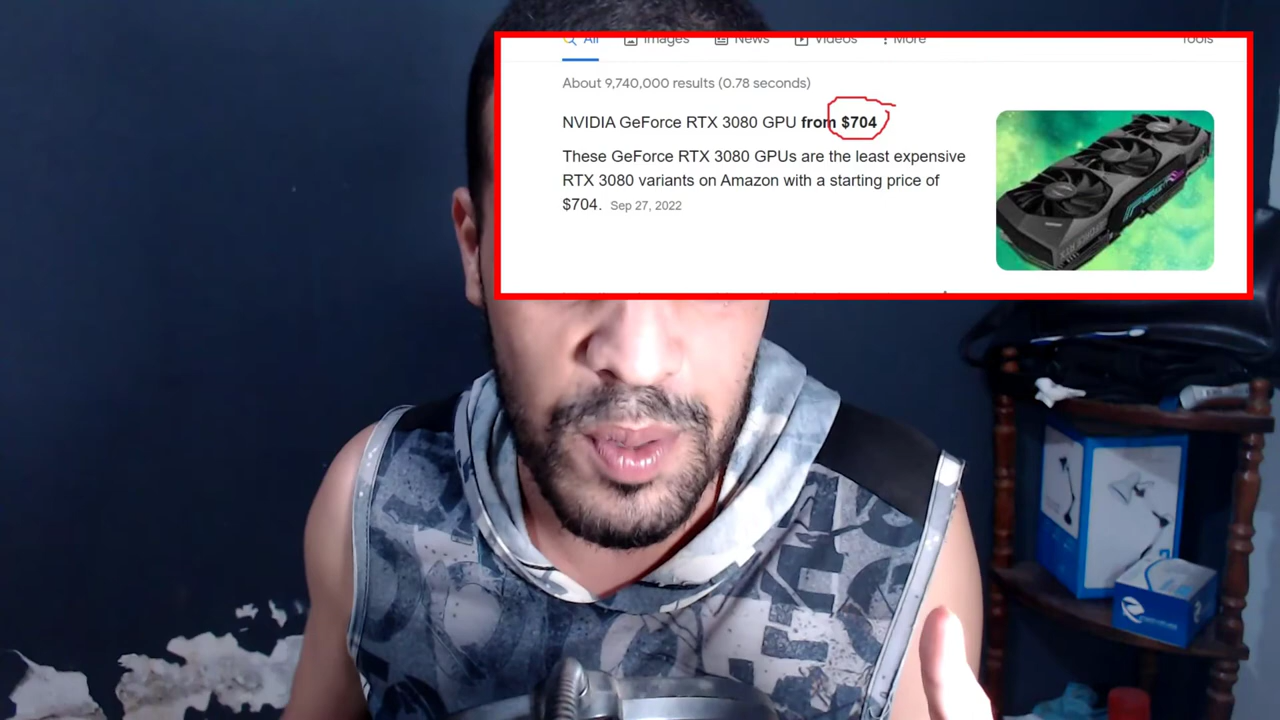 All Images News Videos More Tools
About 9,740,000 results (0.78 seconds)
NVIDIA GeForce RTX 3080 GPU from $704
These GeForce RTX 3080 GPUs are the least expensive
RTX 3080 variants on Amazon with a starting price of
$704. Sep 27, 2022